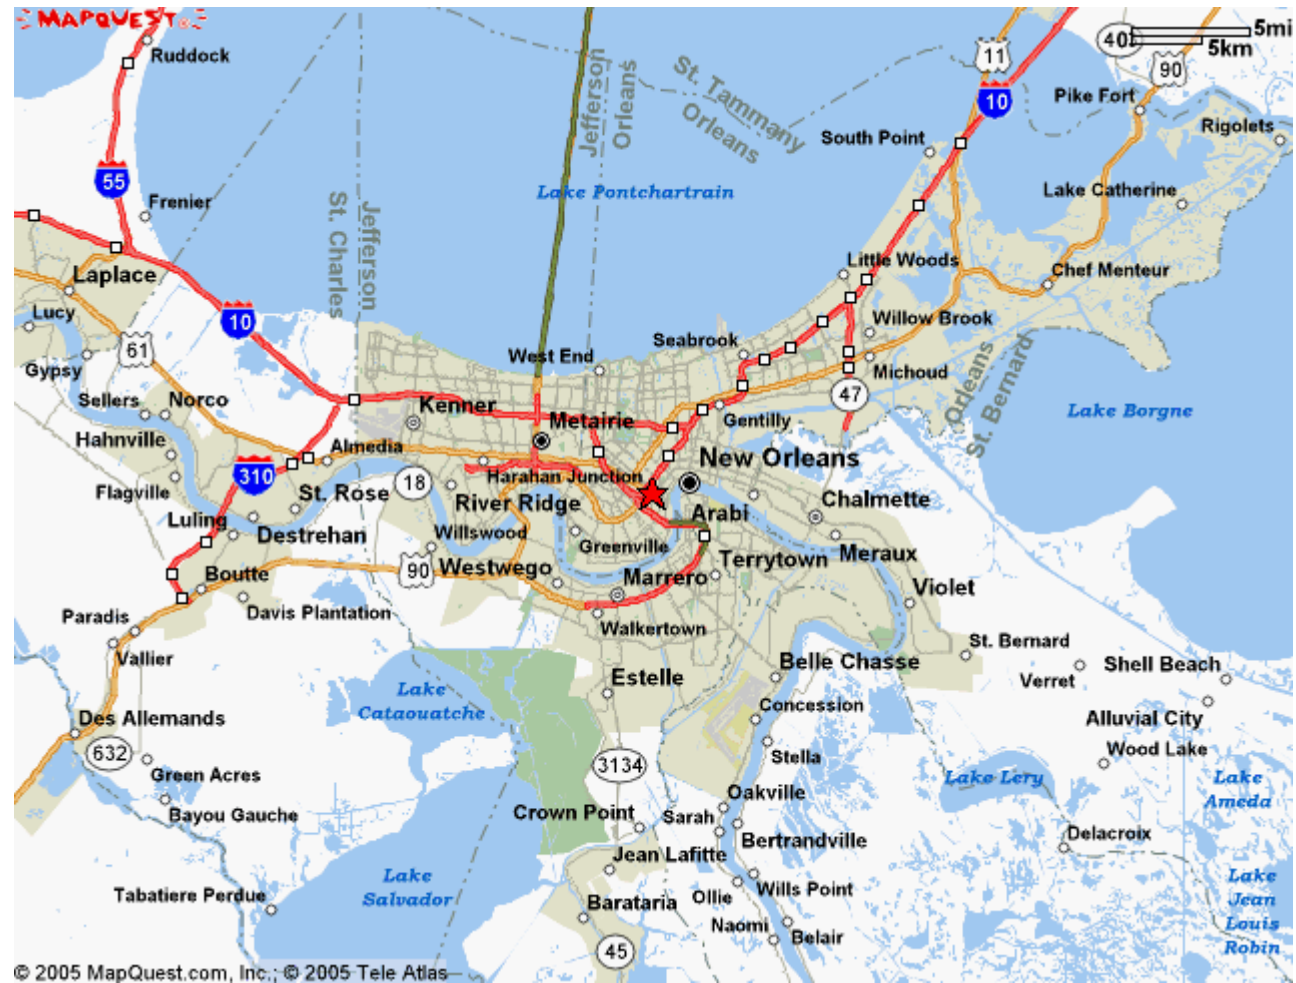 MAPQUEST
Ruddock
11
403
5mi
5km
90
10
Pike Fort
Rigolets
Jefferson
Orleans
St. Tammany
Orleans
South Point
55
Lake Pontchartrain
Lake Catherine
Frenier
St. Charles
Jefferson
Laplace
Little Woods
Chef Menteur
Lucy
10
Willow Brook
61
Seabrook
West End
Gypsy
Michoud
Orleans
St. Bernard
Sellers
Norco
Kenner
47
Lake Borgne
Metairie
Gentilly
Hahnville
Almedia
New Orleans
310
Harahan Junction
18
Flagville
St. Rose
River Ridge
Chalmette
Luling
Arabi
Destrehan
Willswood
Greenville
Meraux
Terrytown
90
Westwego
Boutte
Marrero
Violet
Davis Plantation
Paradis
Walkertown
Vallier
St. Bernard
Belle Chasse
Shell Beach
Verret
Estelle
Lake
Cataouatche
Concession
Des Allemands
Alluvial City
632
Stella
Wood Lake
3134
Green Acres
Lake Lery
Lake
Ameda
Oakville
Bayou Gauche
Crown Point
Sarah
Bertrandville
Delacroix
Jean Lafitte
Lake
Salvador
Tabatiere Perdue
Ollie
Wills Point
Lake
Jean
Louis
Robin
Barataria
Naomi
Belair
45
© 2005 MapQuest.com, Inc.; © 2005 Tele Atlas